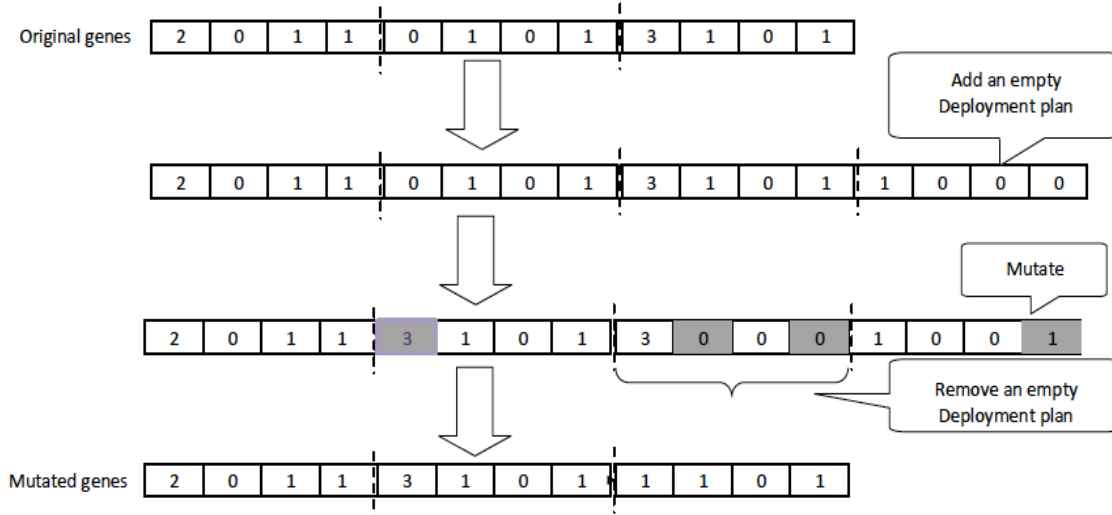 Original genes 2 0 1 1 0 1 0 1 3 1 0 1
Add an empty
Deployment plan
2 0 1 1 0 1 0 1 3 1 0 1 1 0 0 0
Mutate
2 0 1 1 3 1 0 1 3 0 0 0 1 0 0 1
Remove an empty
Deployment plan
Mutated genes 2 0 1 1 3 1 0 1 1 1 0 1